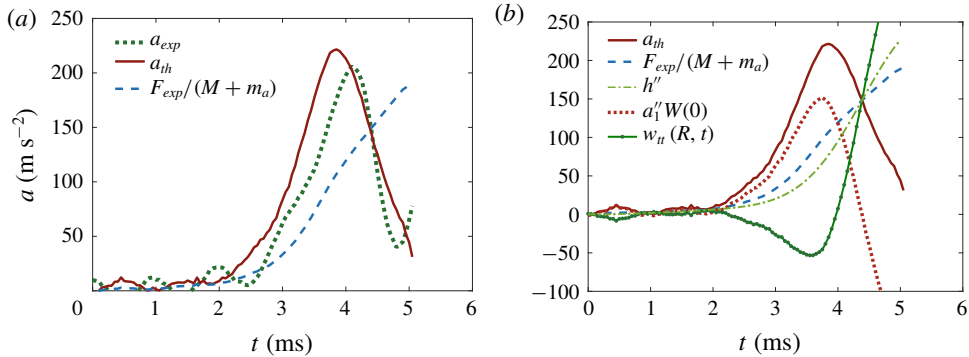 (a)
250
200
150
100
50
0
1
2
3
4
5
6
a (m s⁻²)
t (ms)
a_exp
a_th
F_exp/(M + m_a)
(b)
250
200
150
100
50
0
−50
−100
0
1
2
3
4
5
6
t (ms)
a_th
F_exp/(M + m_a)
h″
a₁″W(0)
w_tt (R, t)